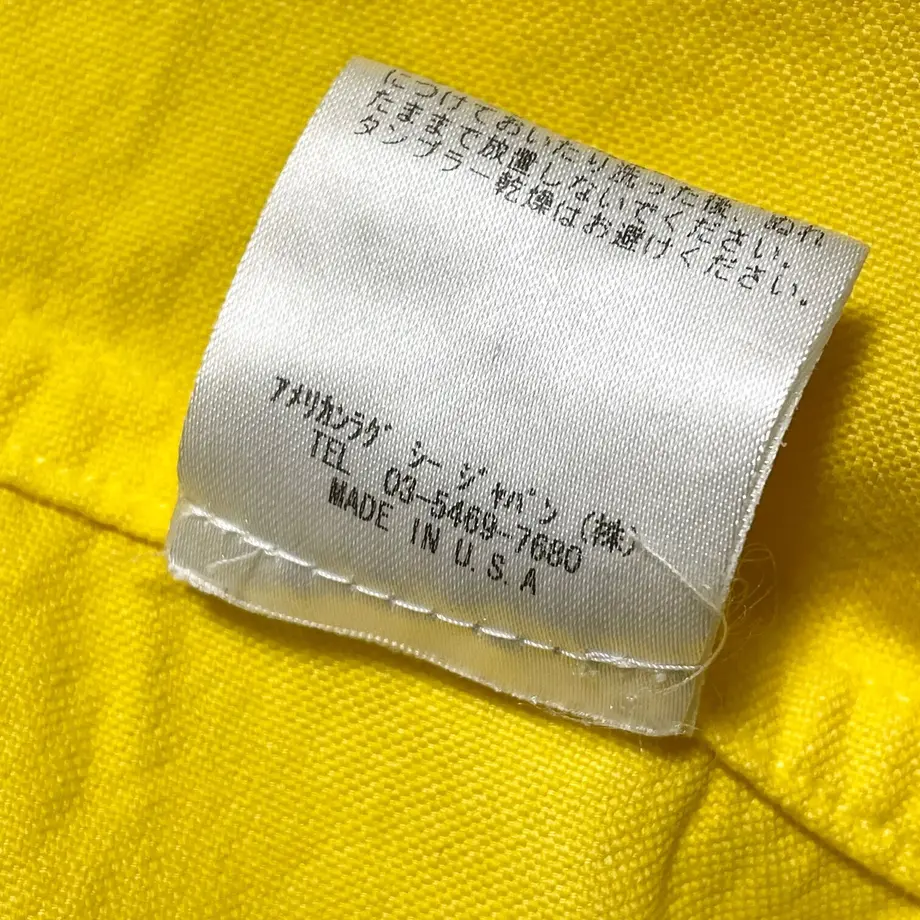 につけておいたり洗った後、ぬれ
たままで放置しないでください。
タンブラー乾燥はお避けください。
アメリカンラグ シー ジャパン (株)
TEL 03-5469-7680
MADE IN U.S.A